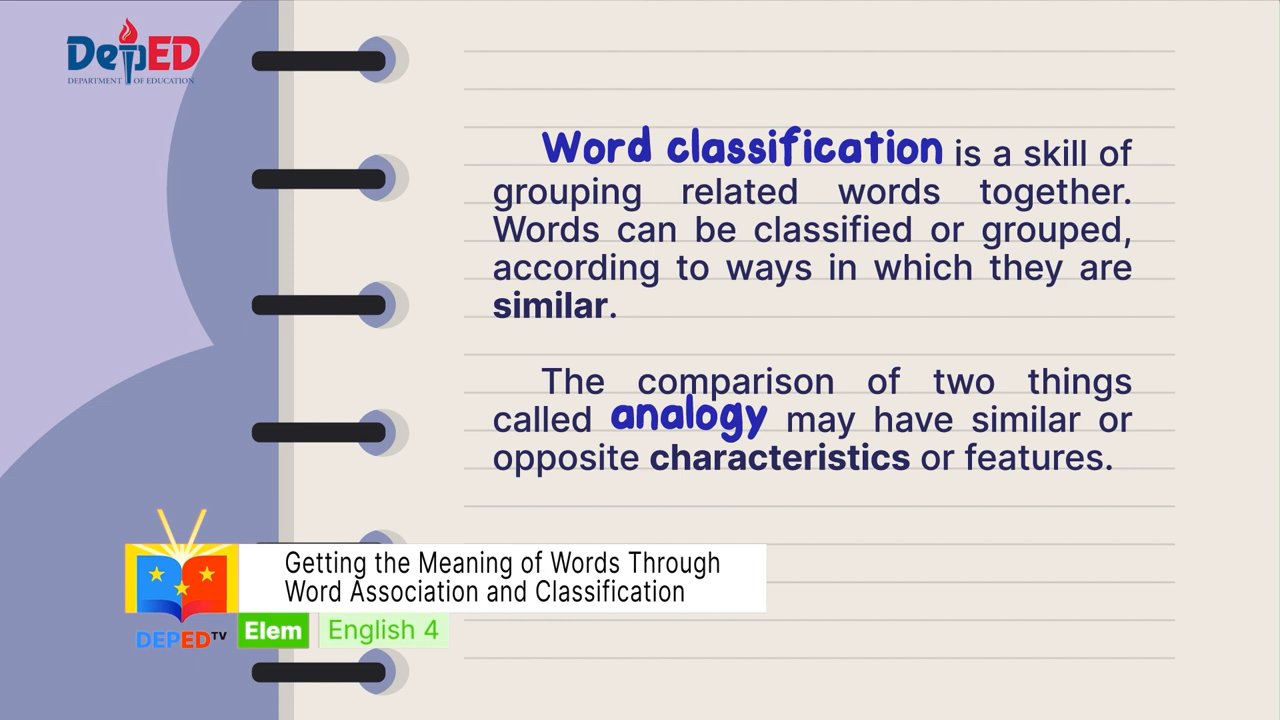 DepED
DEPARTMENT OF EDUCATION
Word classification is a skill of
grouping related words together.
Words can be classified or grouped,
according to ways in which they are
similar.
The comparison of two things
called analogy may have similar or
opposite characteristics or features.
Getting the Meaning of Words Through
Word Association and Classification
DEPED TV
Elem English 4